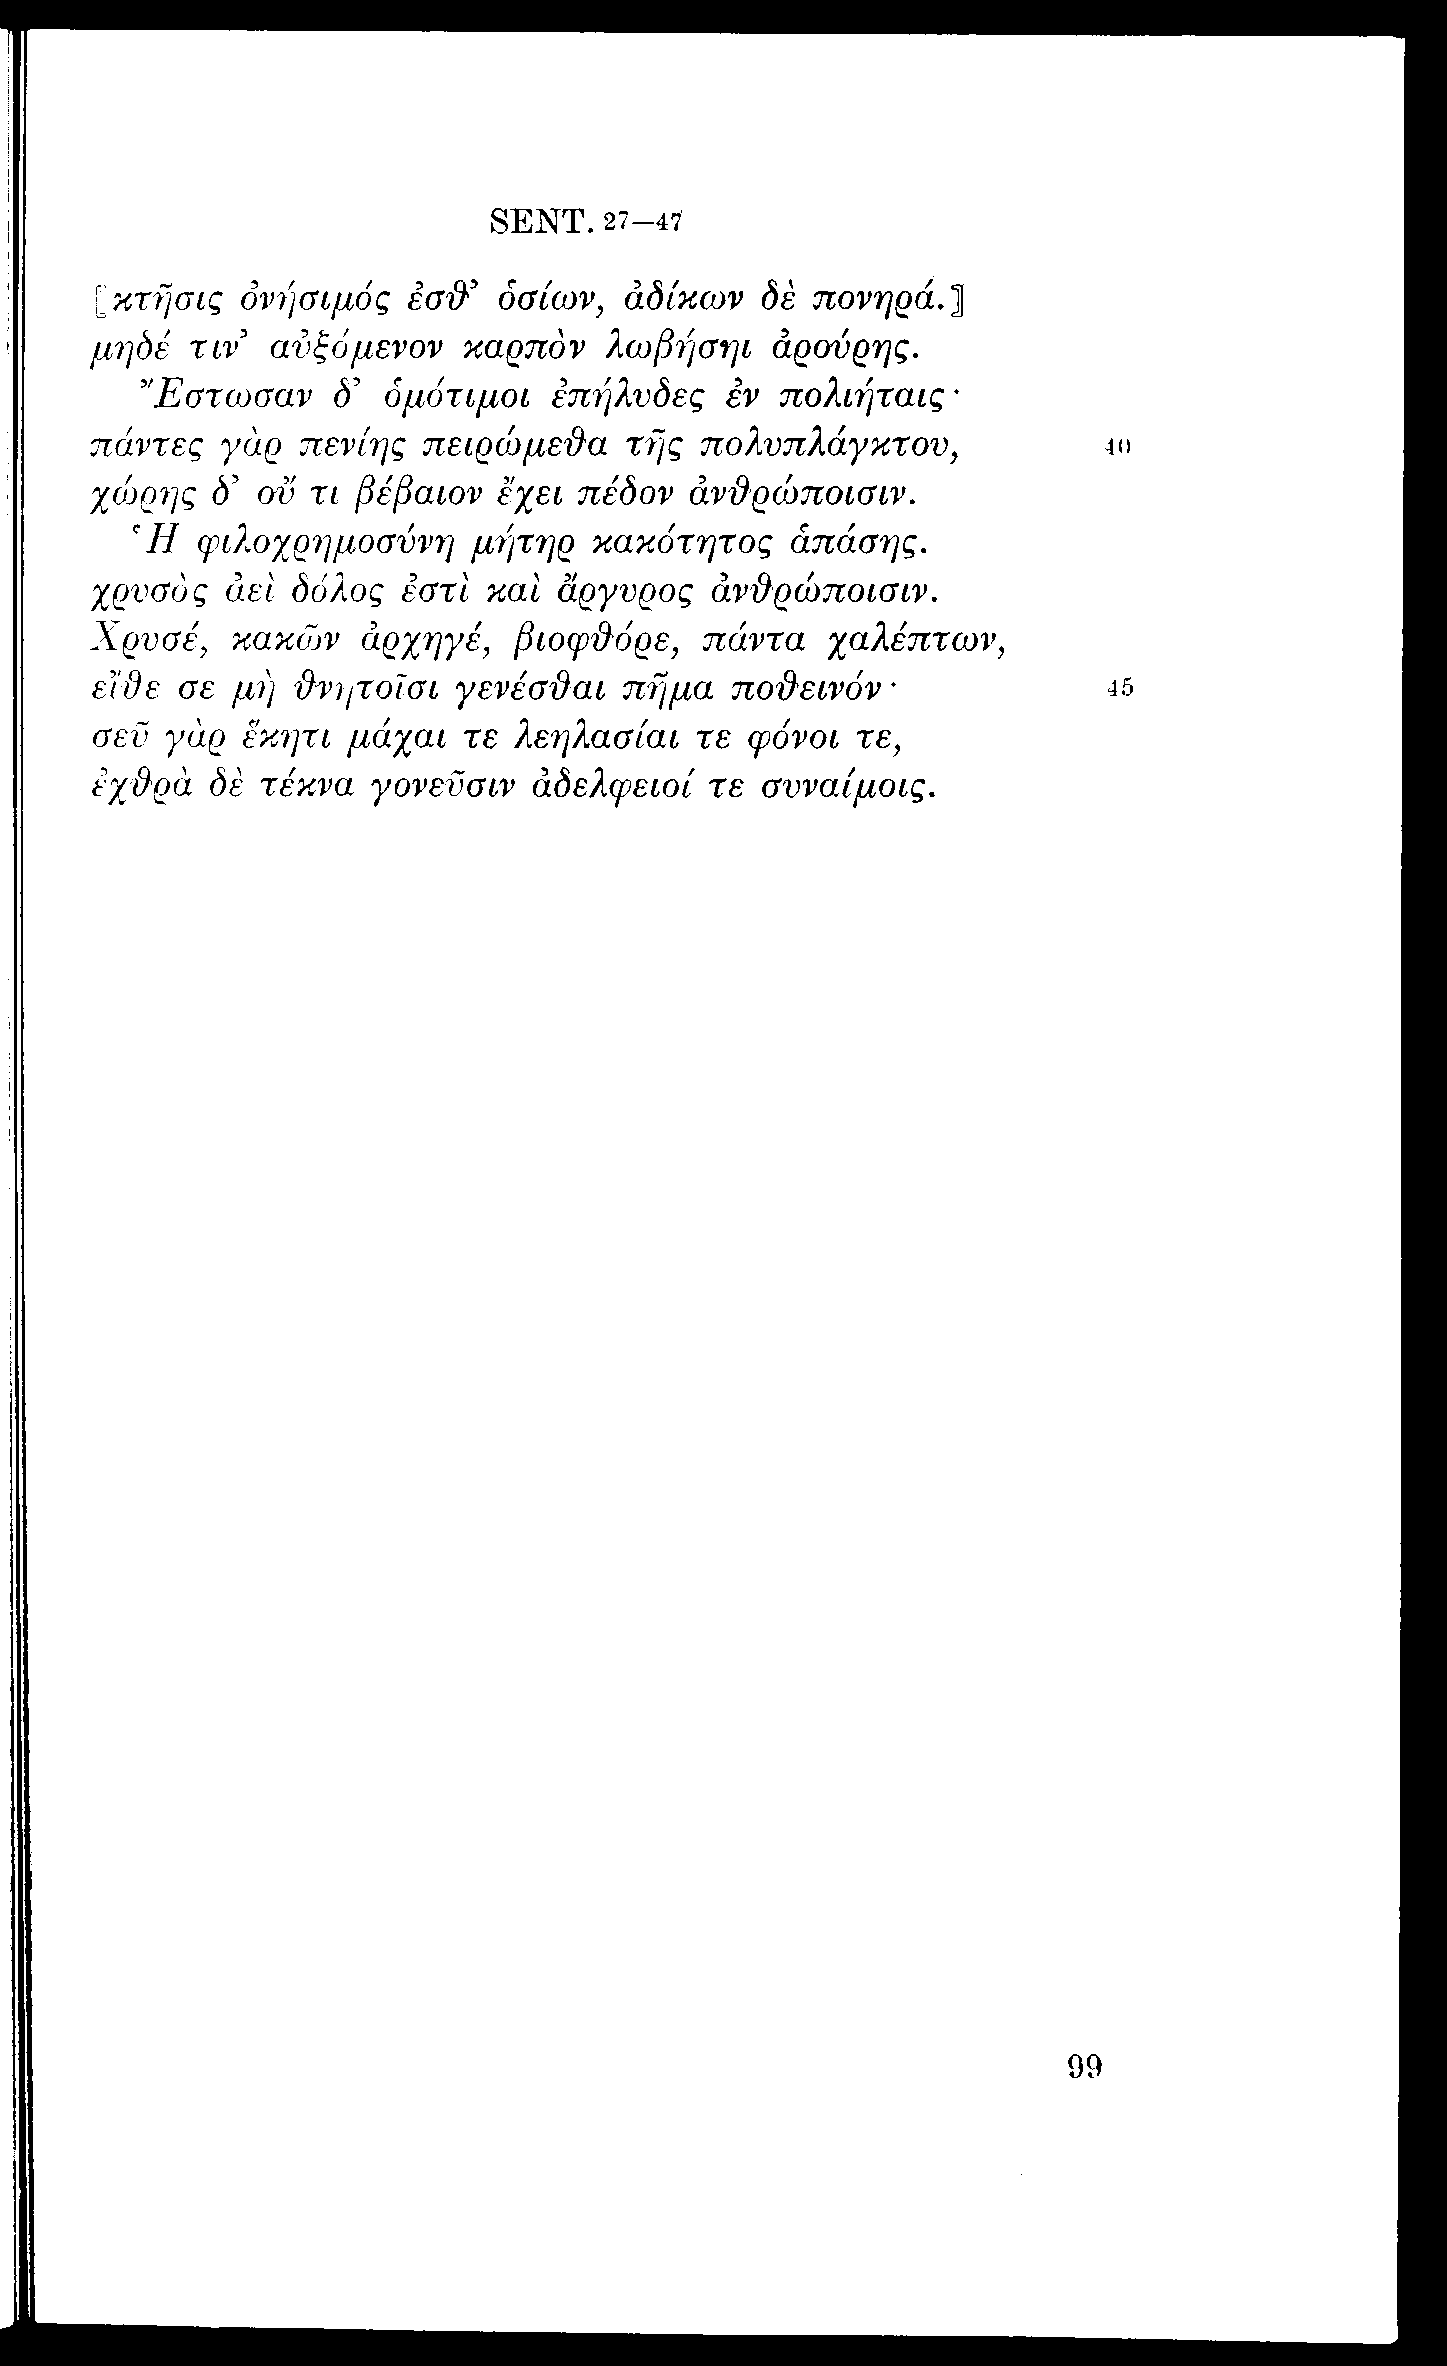 SENT. 27—47
⟦κτῆσις ὀνήσιμός ἐσθ’ ὁσίων, ἀδίκων δὲ πονηρά.⟧
μηδέ τιν’ αὐξόμενον καρπὸν λωβήσηι ἀρούρης.
Ἔστωσαν δ’ ὁμότιμοι ἐπήλυδες ἐν πολιήταις·
πάντες γὰρ πενίης πειρώμεθα τῆς πολυπλάγκτου, 40
χώρης δ’ οὔ τι βέβαιον ἔχει πέδον ἀνθρώποισιν.
Ἡ φιλοχρημοσύνη μήτηρ κακότητος ἁπάσης.
χρυσὸς ἀεὶ δόλος ἐστὶ καὶ ἄργυρος ἀνθρώποισιν.
Χρυσέ, κακῶν ἀρχηγέ, βιοφθόρε, πάντα χαλέπτων,
εἴθε σε μὴ θνητοῖσι γενέσθαι πῆμα ποθεινόν· 45
σεῦ γὰρ ἕκητι μάχαι τε λεηλασίαι τε φόνοι τε,
ἐχθρὰ δὲ τέκνα γονεῦσιν ἀδελφειοί τε συναίμοις.
99